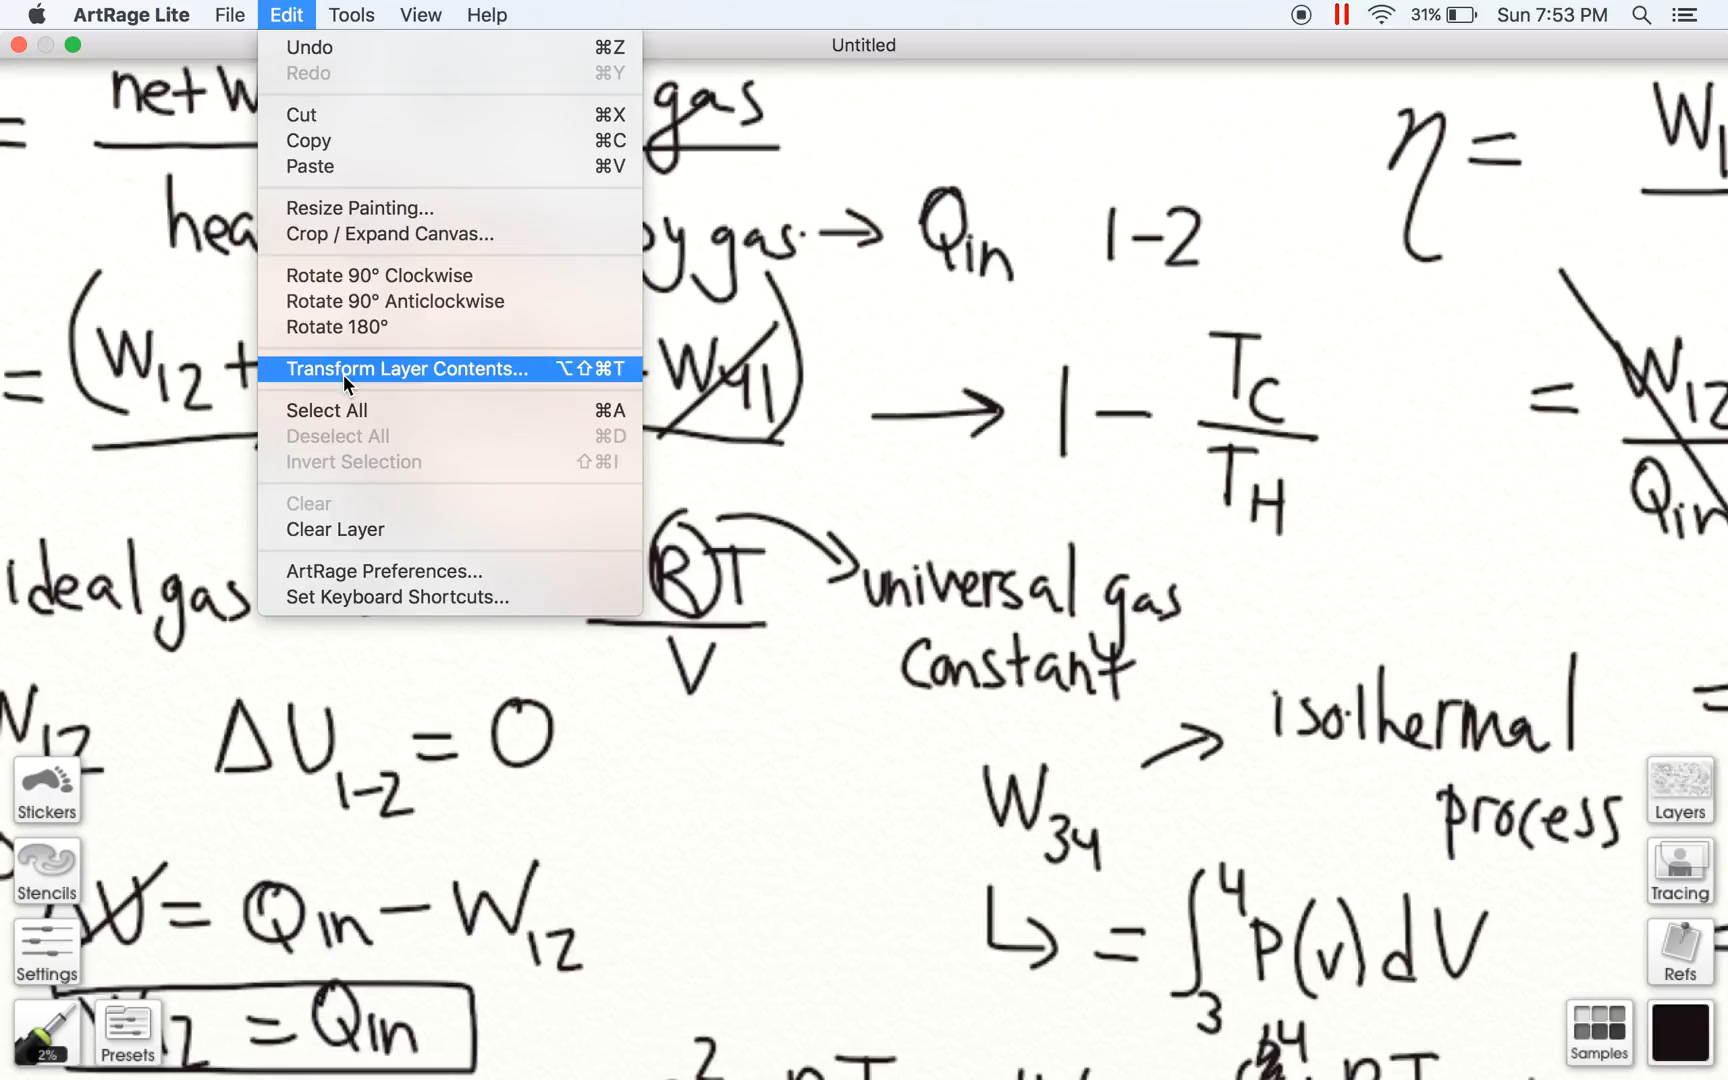 ArtRage Lite File Edit Tools View Help 31% Sun 7:53 PM
Untitled
Undo ⌘Z
Redo ⌘Y
Cut ⌘X
Copy ⌘C
Paste ⌘V
Resize Painting...
Crop / Expand Canvas...
Rotate 90° Clockwise
Rotate 90° Anticlockwise
Rotate 180°
Transform Layer Contents... ⌥⇧⌘T
Select All ⌘A
Deselect All ⌘D
Invert Selection ⇧⌘I
Clear
Clear Layer
ArtRage Preferences...
Set Keyboard Shortcuts...
= net W gas
hea by gas → Qin 1-2
η =
= (W12 + - W41) → 1 - TC / TH
= W12 / Qin
ideal gas RT / V → universal gas
constant
W12 ΔU1-2 = 0
W34 → isothermal
process
U = Qin - W12
↳ = ∫₃⁴ P(v) dV
12 = Qin
Stickers
Stencils
Settings
2%
Presets
Layers
Tracing
Refs
Samples